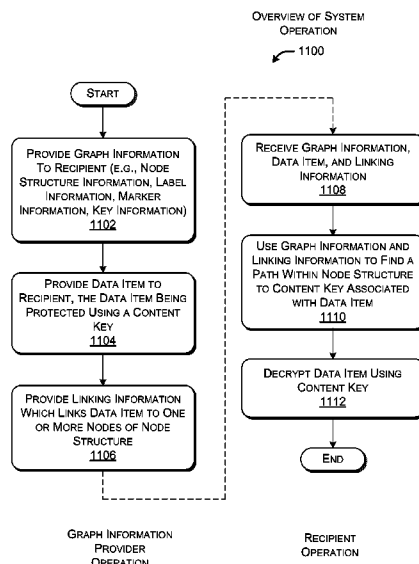 OVERVIEW OF SYSTEM
OPERATION
1100
START
PROVIDE GRAPH INFORMATION
TO RECIPIENT (E.G., NODE
STRUCTURE INFORMATION, LABEL
INFORMATION, MARKER
INFORMATION, KEY INFORMATION)
1102
PROVIDE DATA ITEM TO
RECIPIENT, THE DATA ITEM BEING
PROTECTED USING A CONTENT
KEY
1104
PROVIDE LINKING INFORMATION
WHICH LINKS DATA ITEM TO ONE
OR MORE NODES OF NODE
STRUCTURE
1106
RECEIVE GRAPH INFORMATION,
DATA ITEM, AND LINKING
INFORMATION
1108
USE GRAPH INFORMATION AND
LINKING INFORMATION TO FIND A
PATH WITHIN NODE STRUCTURE
TO CONTENT KEY ASSOCIATED
WITH DATA ITEM
1110
DECRYPT DATA ITEM USING
CONTENT KEY
1112
END
GRAPH INFORMATION
PROVIDER
OPERATION
RECIPIENT
OPERATION